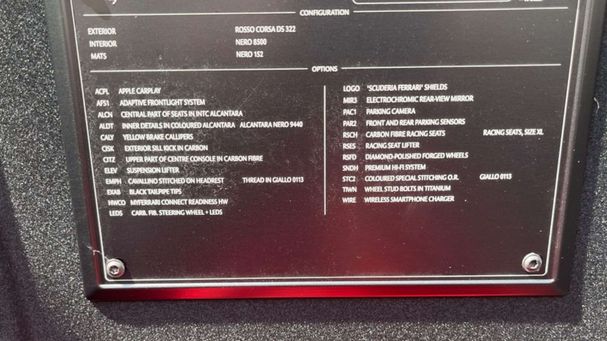 CONFIGURATION
EXTERIOR ROSSO CORSA DS 322
INTERIOR NERO 8500
MATS NERO 152
OPTIONS
ACPL APPLE CARPLAY
AFS1 ADAPTIVE FRONTLIGHT SYSTEM
ALCN CENTRAL PART OF SEATS IN INTC ALCANTARA
ALDT INNER DETAILS IN COLOURED ALCANTARA ALCANTARA NERO 9440
CALY YELLOW BRAKE CALLIPERS
CISK EXTERIOR SILL KICK IN CARBON
CITZ UPPER PART OF CENTRE CONSOLE IN CARBON FIBRE
ELEV SUSPENSION LIFTER
EMPH CAVALLINO STITCHED ON HEADREST THREAD IN GIALLO 0113
EXAB BLACK TAILPIPE TIPS
HWCO MYFERRARI CONNECT READINESS HW
LEDS CARB. FIB. STEERING WHEEL + LEDS
LOGO "SCUDERIA FERRARI" SHIELDS
MIR3 ELECTROCHROMIC REAR-VIEW MIRROR
PAC1 PARKING CAMERA
PAR2 FRONT AND REAR PARKING SENSORS
RSCH CARBON FIBRE RACING SEATS RACING SEATS, SIZE XL
RSES RACING SEAT LIFTER
RSFD DIAMOND-POLISHED FORGED WHEELS
SNDH PREMIUM HI-FI SYSTEM
STC2 COLOURED SPECIAL STITCHING O.R. GIALLO 0113
TIWN WHEEL STUD BOLTS IN TITANIUM
WIRE WIRELESS SMARTPHONE CHARGER